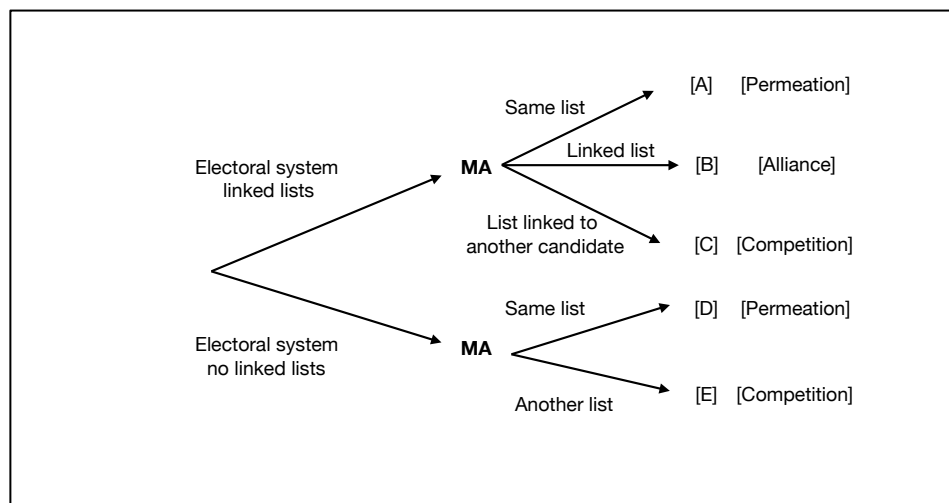 Same list
[A] [Permeation]
Electoral system
linked lists
MA
Linked list
[B] [Alliance]
List linked to
another candidate
[C] [Competition]
Electoral system
no linked lists
MA
Same list
[D] [Permeation]
Another list
[E] [Competition]